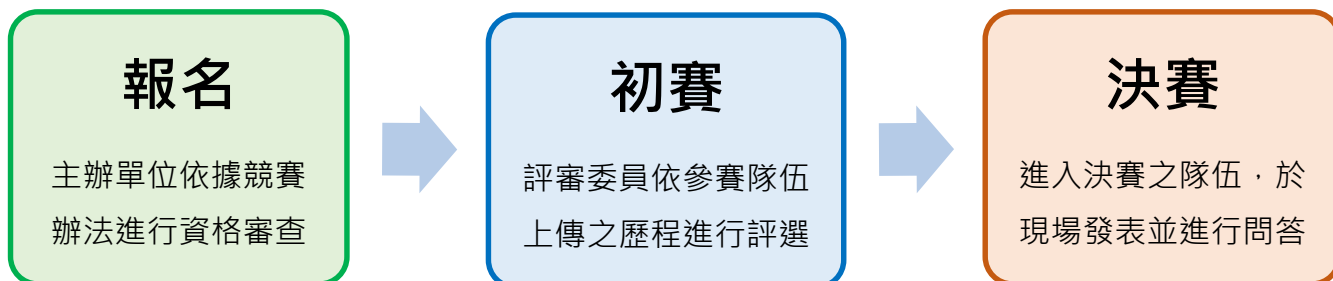 報名
主辦單位依據競賽
辦法進行資格審查
初賽
評審委員依參賽隊伍
上傳之歷程進行評選
決賽
進入決賽之隊伍，於
現場發表並進行問答